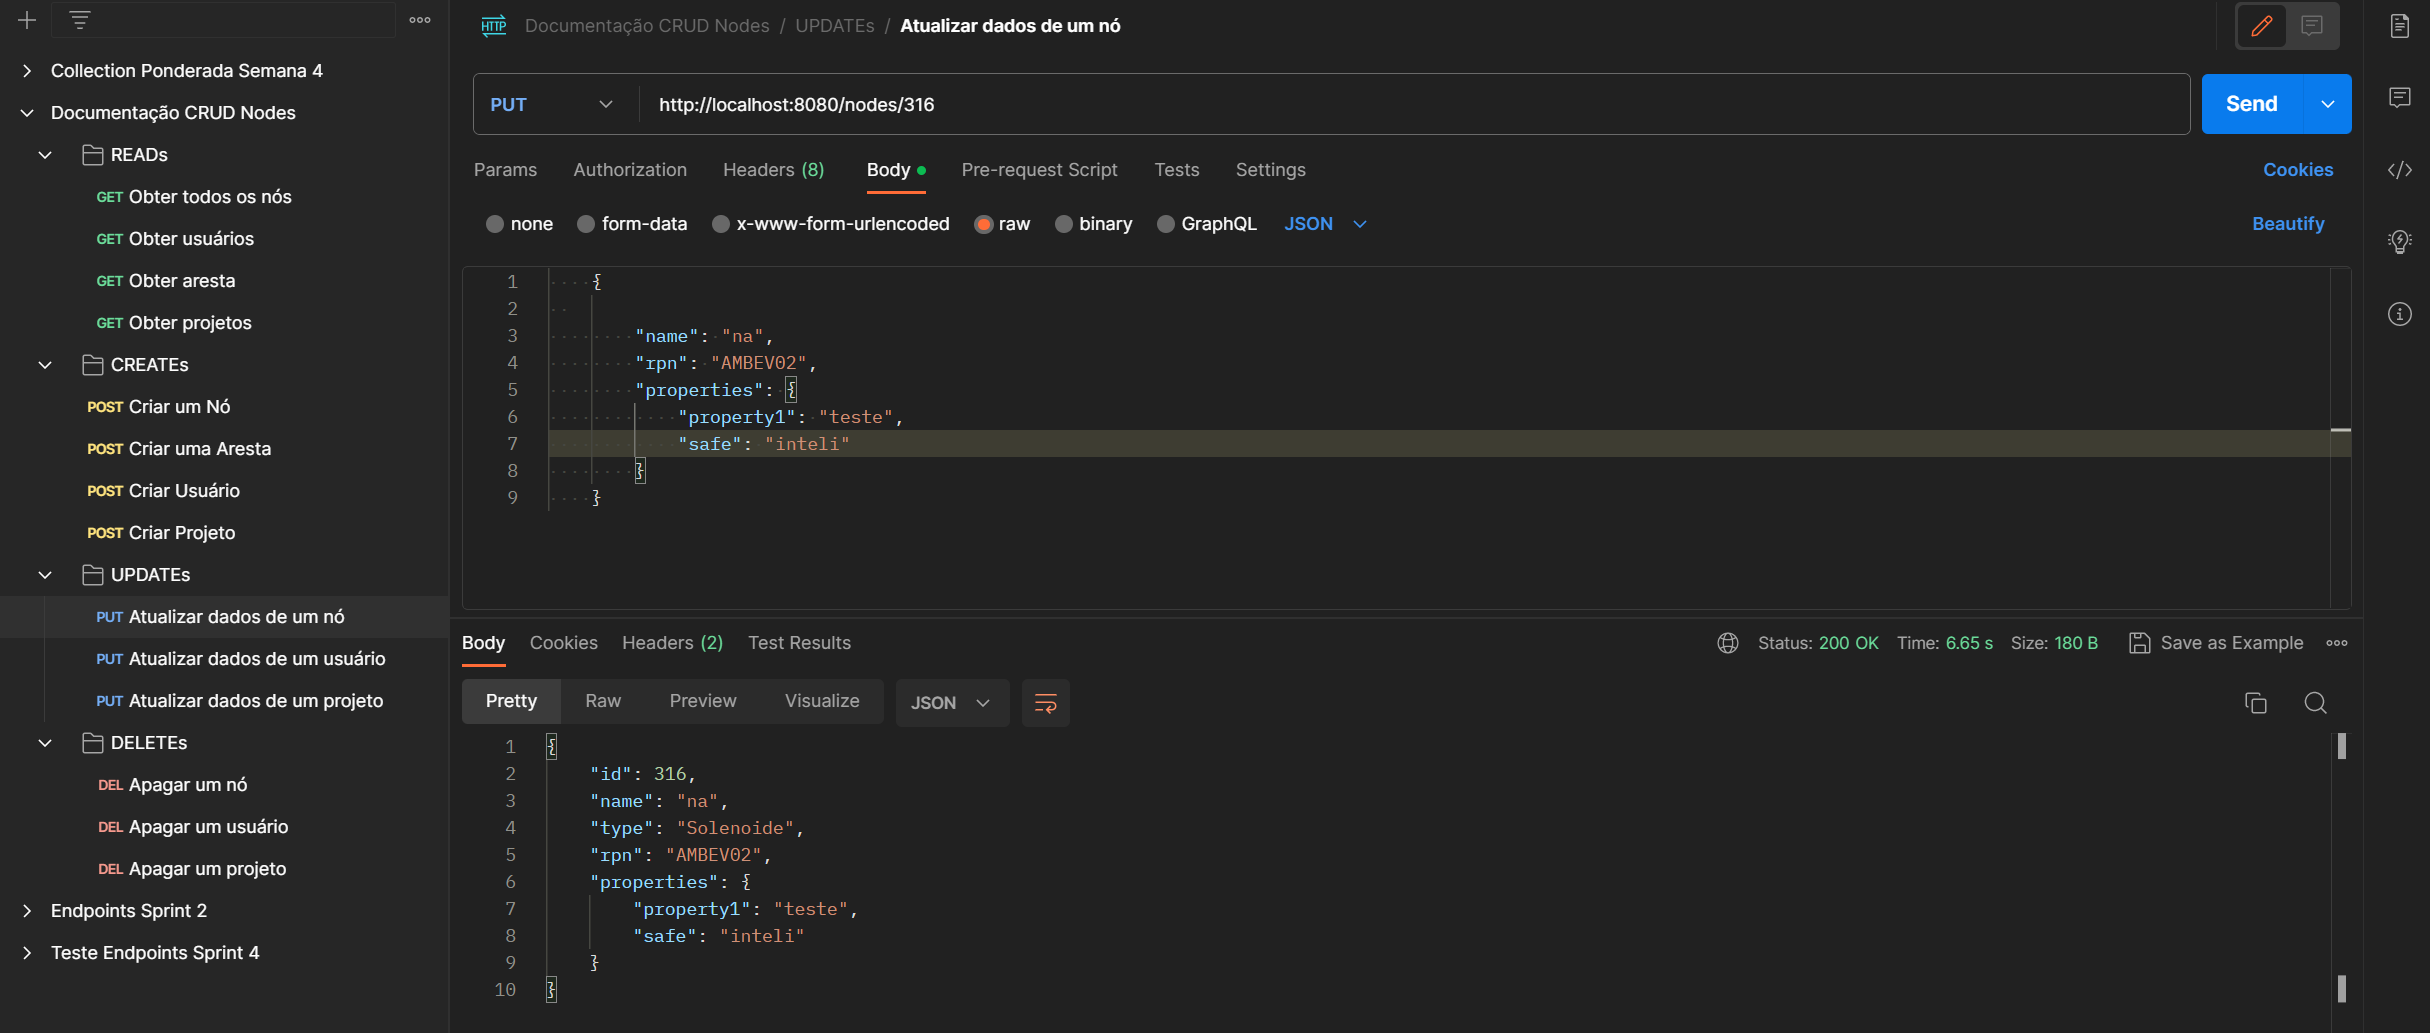 Collection Ponderada Semana 4
Documentação CRUD Nodes
READs
GET Obter todos os nós
GET Obter usuários
GET Obter aresta
GET Obter projetos
CREATEs
POST Criar um Nó
POST Criar uma Aresta
POST Criar Usuário
POST Criar Projeto
UPDATEs
PUT Atualizar dados de um nó
PUT Atualizar dados de um usuário
PUT Atualizar dados de um projeto
DELETEs
DEL Apagar um nó
DEL Apagar um usuário
DEL Apagar um projeto
Endpoints Sprint 2
Teste Endpoints Sprint 4
HTTP Documentação CRUD Nodes / UPDATEs / Atualizar dados de um nó
PUT http://localhost:8080/nodes/316 Send
Params Authorization Headers (8) Body Pre-request Script Tests Settings Cookies
none form-data x-www-form-urlencoded raw binary GraphQL JSON Beautify
1 {
2
3 "name": "na",
4 "rpn": "AMBEV02",
5 "properties": {
6 "property1": "teste",
7 "safe": "inteli"
8 }
9 }
Body Cookies Headers (2) Test Results Status: 200 OK Time: 6.65 s Size: 180 B Save as Example
Pretty Raw Preview Visualize JSON
1 {
2 "id": 316,
3 "name": "na",
4 "type": "Solenoide",
5 "rpn": "AMBEV02",
6 "properties": {
7 "property1": "teste",
8 "safe": "inteli"
9 }
10 }